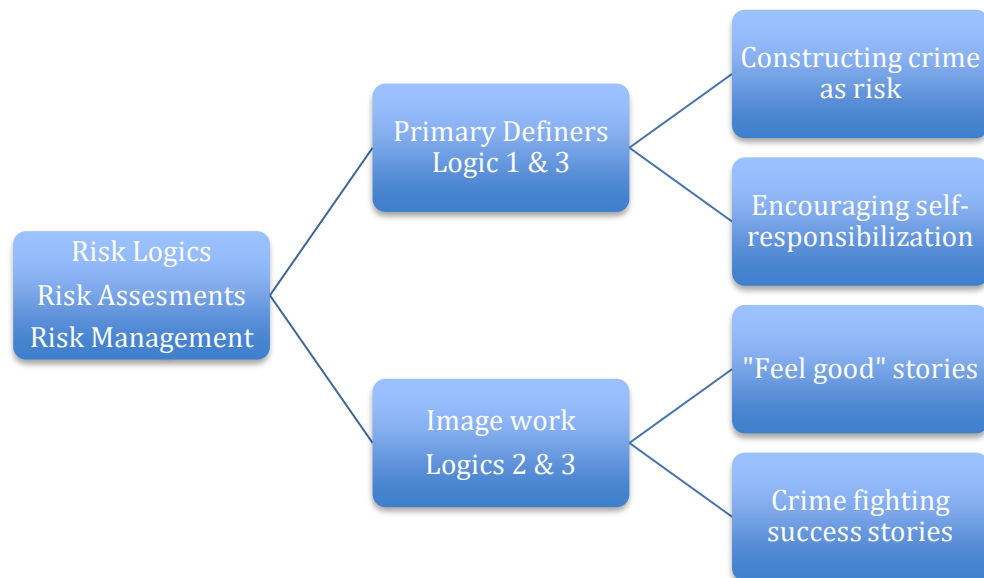 Risk Logics
Risk Assesments
Risk Management
Primary Definers
Logic 1 & 3
Image work
Logics 2 & 3
Constructing crime
as risk
Encouraging self-
responsibilization
"Feel good" stories
Crime fighting
success stories